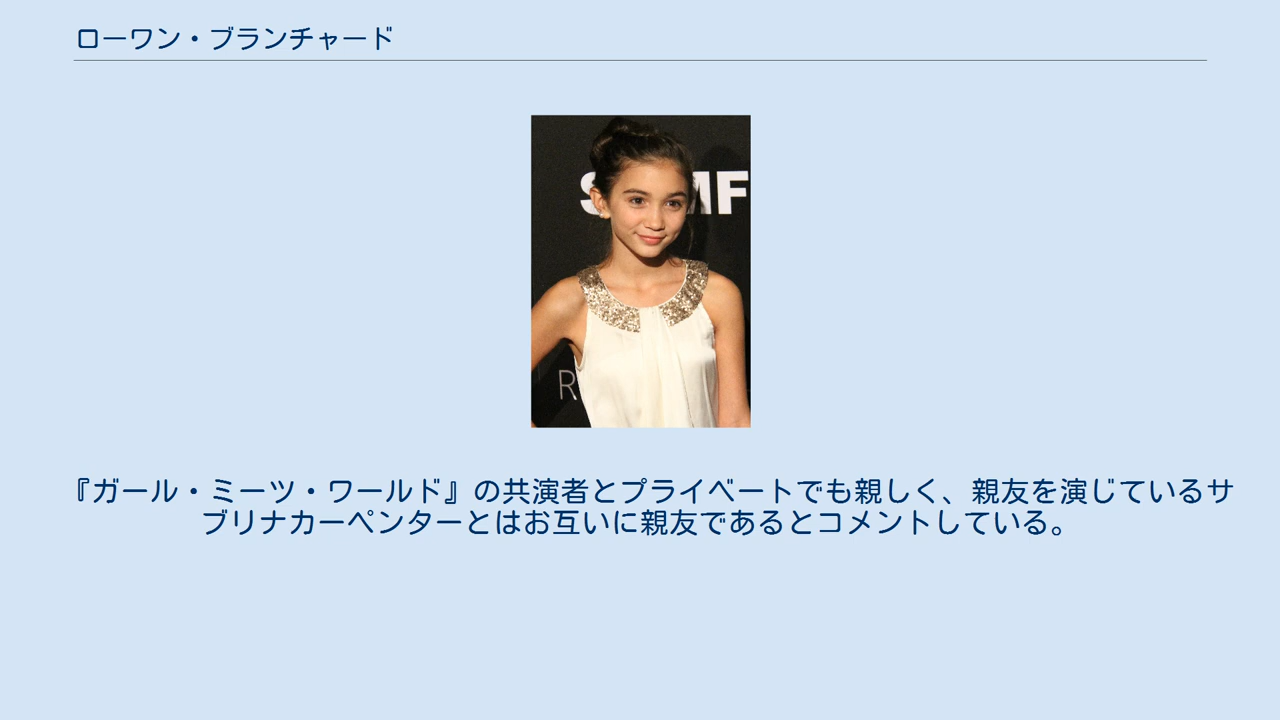 ローワン・ブランチャード
S MF
R
『ガール・ミーツ・ワールド』の共演者とプライベートでも親しく、親友を演じているサ
ブリナカーペンターとはお互いに親友であるとコメントしている。